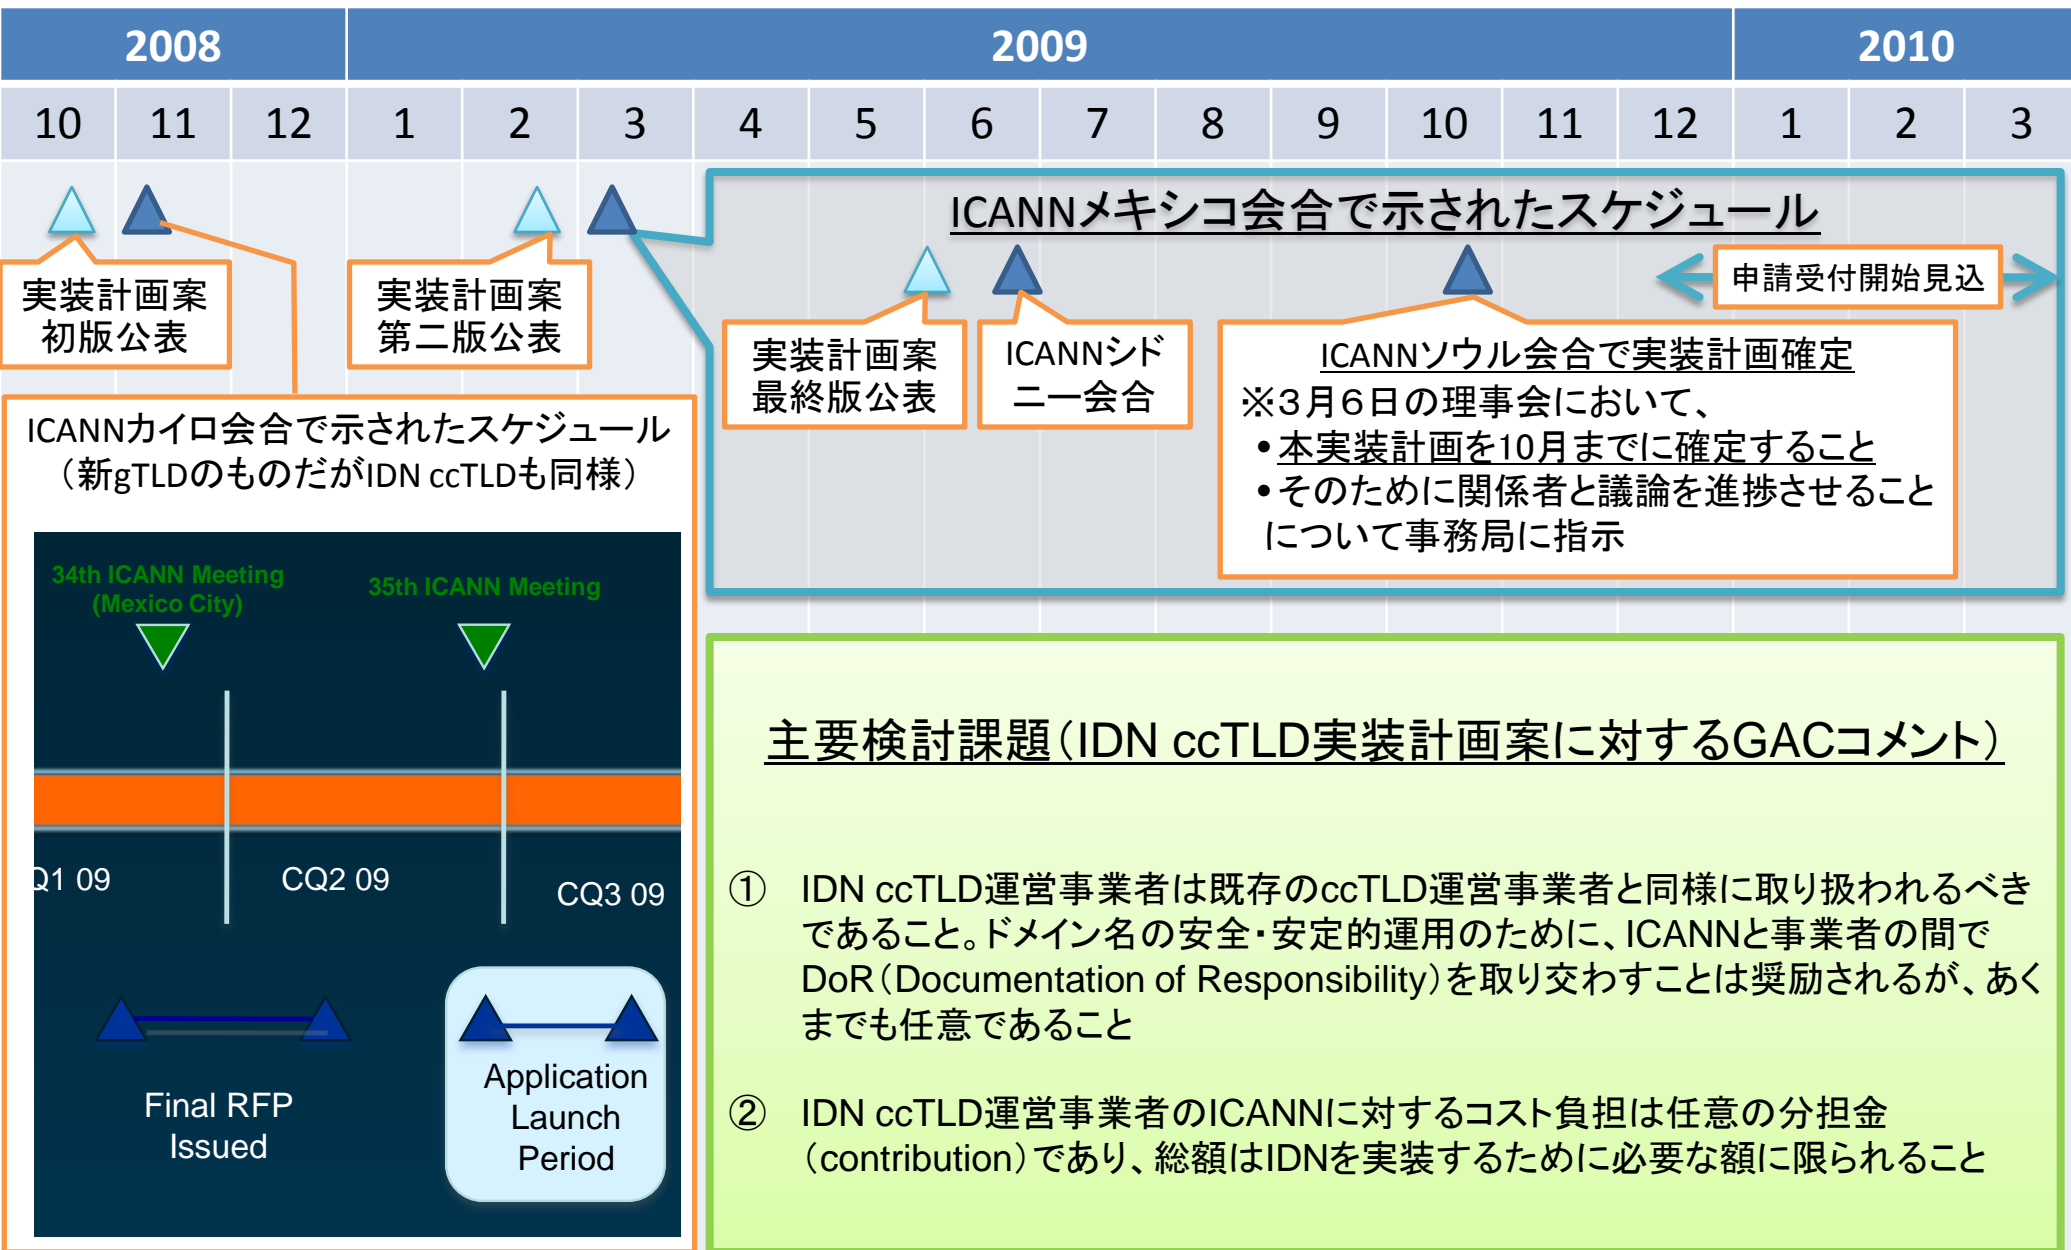 2008 2009 2010
10 11 12 1 2 3 4 5 6 7 8 9 10 11 12 1 2 3
ICANNメキシコ会合で示されたスケジュール
実装計画案
初版公表
実装計画案
第二版公表
実装計画案
最終版公表
ICANNシド
ニー会合
申請受付開始見込
ICANNソウル会合で実装計画確定
※３月６日の理事会において、
•本実装計画を10月までに確定すること
•そのために関係者と議論を進捗させること
について事務局に指示
ICANNカイロ会合で示されたスケジュール
（新gTLDのものだがIDN ccTLDも同様）
34th ICANN Meeting
(Mexico City)
35th ICANN Meeting
Q1 09
CQ2 09
CQ3 09
Final RFP
Issued
Application
Launch
Period
主要検討課題（IDN ccTLD実装計画案に対するGACコメント）
① IDN ccTLD運営事業者は既存のccTLD運営事業者と同様に取り扱われるべき
であること。ドメイン名の安全・安定的運用のために、ICANNと事業者の間で
DoR（Documentation of Responsibility）を取り交わすことは奨励されるが、あく
までも任意であること
② IDN ccTLD運営事業者のICANNに対するコスト負担は任意の分担金
（contribution）であり、総額はIDNを実装するために必要な額に限られること